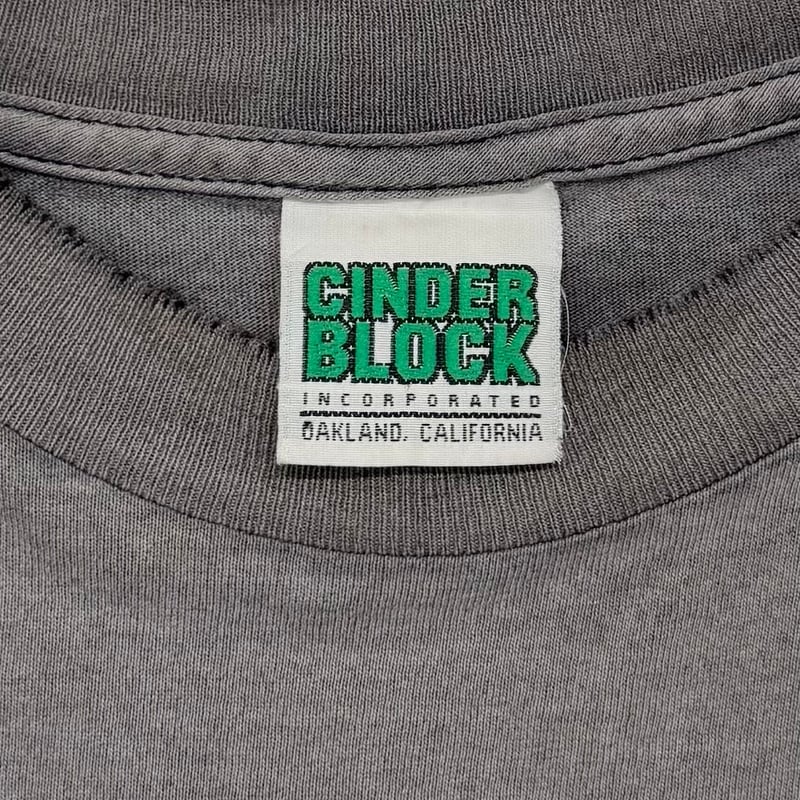 CINDER
BLOCK
INCORPORATED
OAKLAND, CALIFORNIA